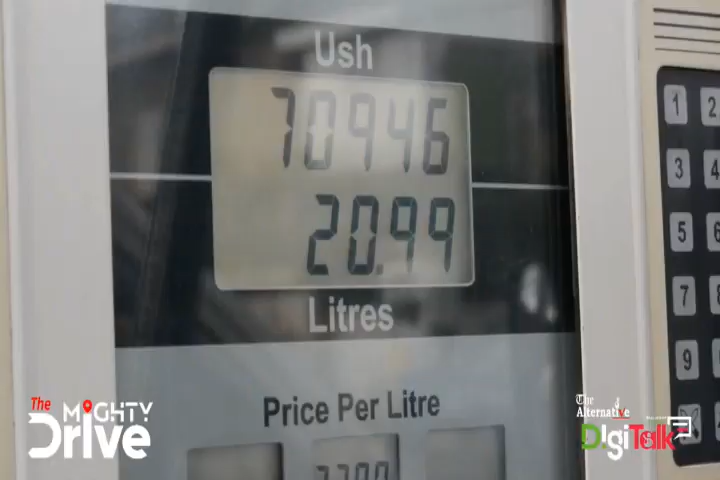 Ush
70946
20.99
Litres
Price Per Litre
1 2
3 4
5 6
7 8
9
The MIGHTY
Drive
The
Alternative
DigiTalk